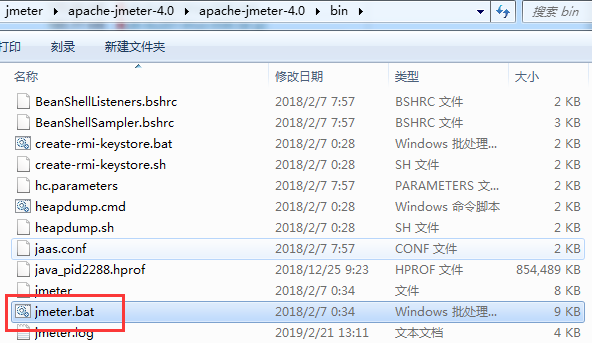 jmeter ▸ apache-jmeter-4.0 ▸ apache-jmeter-4.0 ▸ bin ▸ 搜索 bin
打印 刻录 新建文件夹
名称 修改日期 类型 大小
BeanShellListeners.bshrc 2018/2/7 7:57 BSHRC 文件 2 KB
BeanShellSampler.bshrc 2018/2/7 7:57 BSHRC 文件 3 KB
create-rmi-keystore.bat 2018/2/7 0:28 Windows 批处理... 2 KB
create-rmi-keystore.sh 2018/2/7 0:28 SH 文件 2 KB
hc.parameters 2018/2/7 7:57 PARAMETERS 文... 2 KB
heapdump.cmd 2018/2/7 0:28 Windows 命令脚本 2 KB
heapdump.sh 2018/2/7 0:28 SH 文件 2 KB
jaas.conf 2018/2/7 7:57 CONF 文件 2 KB
java_pid2288.hprof 2018/12/25 9:23 HPROF 文件 854,489 KB
jmeter 2018/2/7 0:34 文件 8 KB
jmeter.bat 2018/2/7 0:34 Windows 批处理... 9 KB
jmeter.log 2019/2/21 13:11 文本文档 4 KB